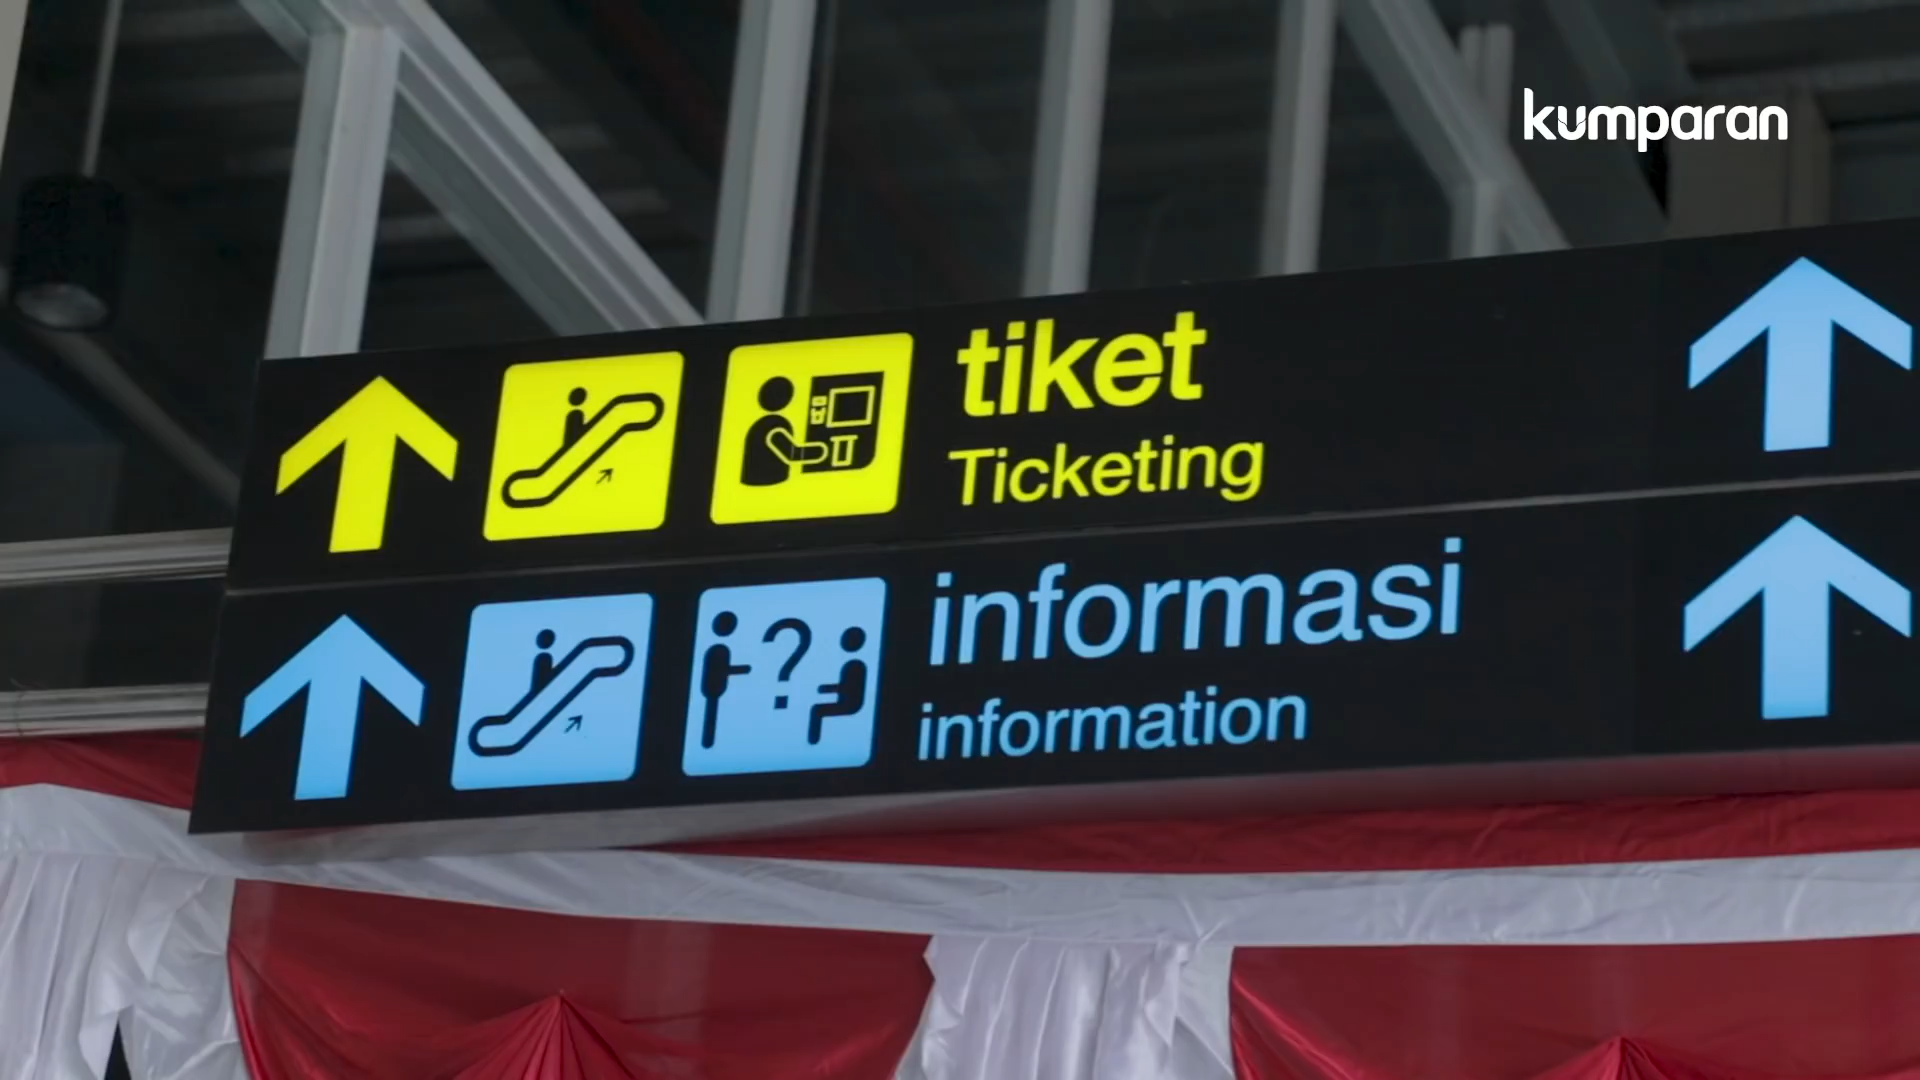 kumparan
tiket
Ticketing
informasi
information